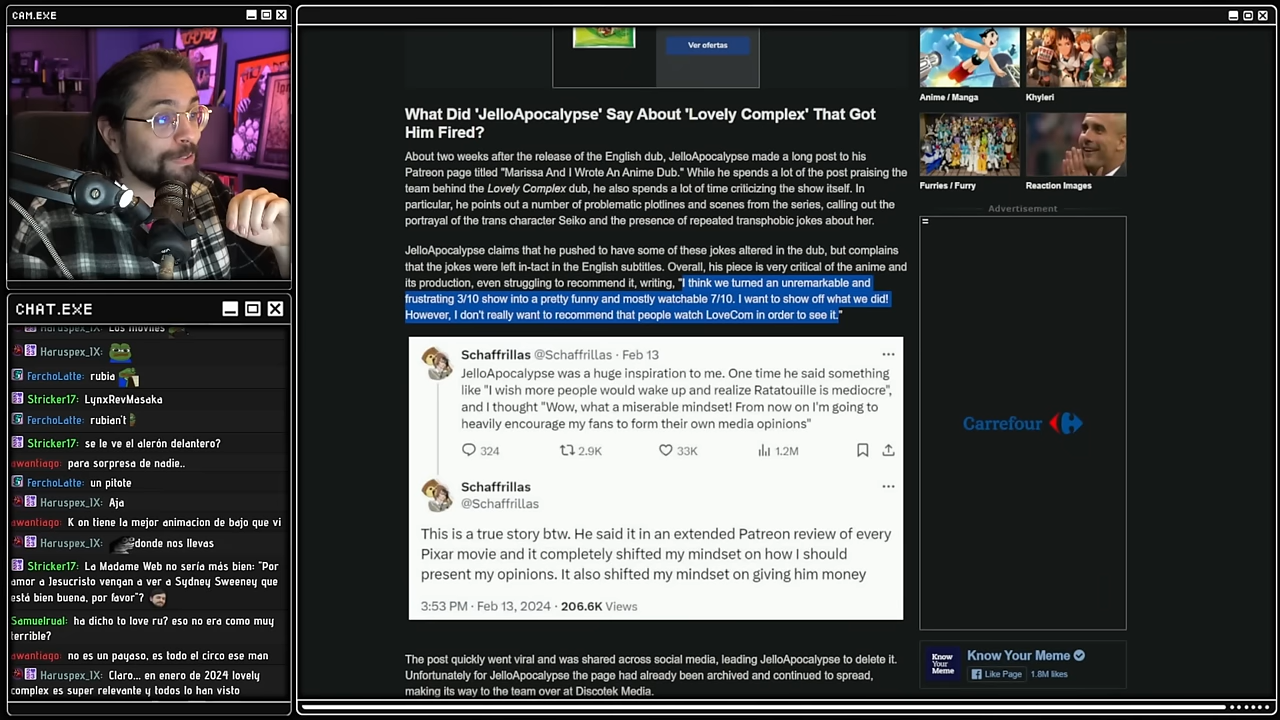 CAM.EXE
CHAT.EXE
Haruspex_1X: Los moviles
Haruspex_1X:
FerchoLatte: rubia
Stricker17: LynxRevMasaka
FerchoLatte: rubian't
Stricker17: se le ve el alerón delantero?
awantiago: para sorpresa de nadie..
FerchoLatte: un pitote
Haruspex_1X: Aja
awantiago: K on tiene la mejor animacion de bajo que vi
Haruspex_1X: donde nos lleves
Stricker17: La Madame Web no sería más bien: "Por
amor a Jesucristo vengan a ver a Sydney Sweeney que
está bien buena, por favor"?
Samuelrual: ha dicho to love ru? eso no era como muy
terrible?
awantiago: no es un payaso, es todo el circo ese man
Haruspex_1X: Claro... en enero de 2024 lovely
complex es super relevante y todos lo han visto
Ver ofertas
What Did 'JelloApocalypse' Say About 'Lovely Complex' That Got
Him Fired?
About two weeks after the release of the English dub, JelloApocalypse made a long post to his
Patreon page titled "Marissa And I Wrote An Anime Dub." While he spends a lot of the post praising the
team behind the Lovely Complex dub, he also spends a lot of time criticizing the show itself. In
particular, he points out a number of problematic plotlines and scenes from the series, calling out the
portrayal of the trans character Seiko and the presence of repeated transphobic jokes about her.
JelloApocalypse claims that he pushed to have some of these jokes altered in the dub, but complains
that the jokes were left in-tact in the English subtitles. Overall, his piece is very critical of the anime and
its production, even struggling to recommend it, writing, "I think we turned an unremarkable and
frustrating 3/10 show into a pretty funny and mostly watchable 7/10. I want to show off what we did!
However, I don't really want to recommend that people watch LoveCom in order to see it."
Schaffrillas @Schaffrillas · Feb 13
JelloApocalypse was a huge inspiration to me. One time he said something
like "I wish more people would wake up and realize Ratatouille is mediocre",
and I thought "Wow, what a miserable mindset! From now on I'm going to
heavily encourage my fans to form their own media opinions"
324 2.9K 33K 1.2M
Schaffrillas
@Schaffrillas
This is a true story btw. He said it in an extended Patreon review of every
Pixar movie and it completely shifted my mindset on how I should
present my opinions. It also shifted my mindset on giving him money
3:53 PM · Feb 13, 2024 · 206.6K Views
The post quickly went viral and was shared across social media, leading JelloApocalypse to delete it.
Unfortunately for JelloApocalypse the page had already been archived and continued to spread,
making its way to the team over at Discotek Media.
Anime / Manga
Khyleri
Furries / Furry
Reaction Images
Advertisement
Carrefour
Know Your Meme
Know Your Meme
Like Page 1.8M likes